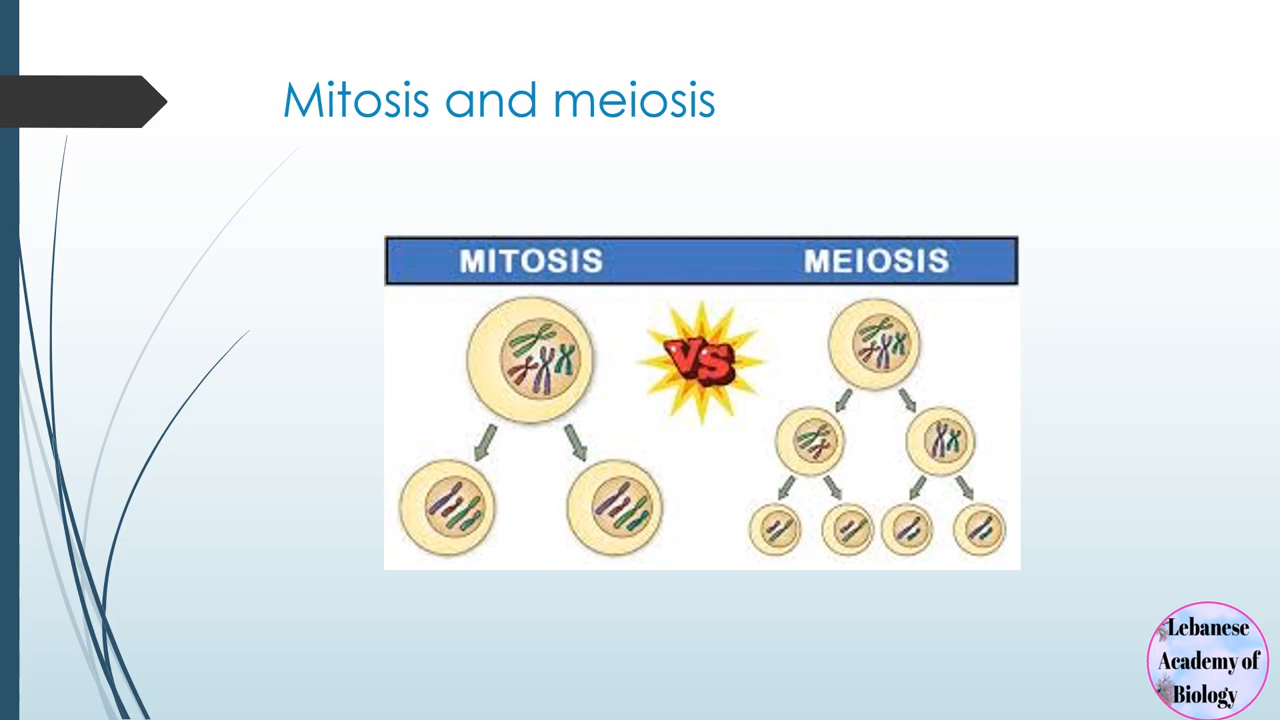 Mitosis and meiosis
MITOSIS
MEIOSIS
VS
Lebanese
Academy of
Biology